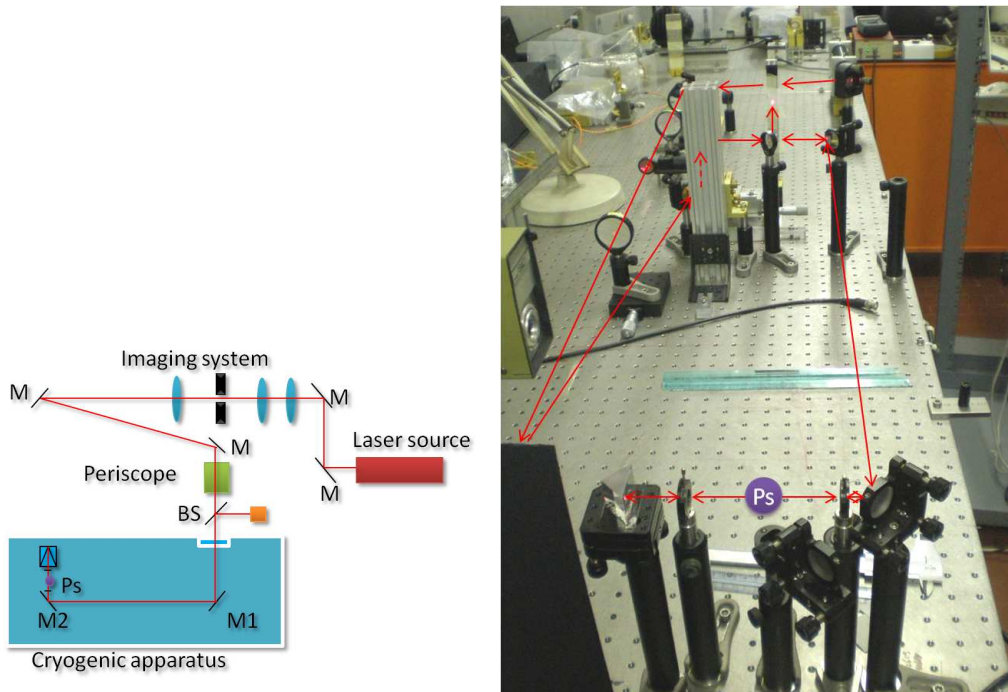 Imaging system
M
M
M
Laser source
Periscope
M
BS
Ps
M2
M1
Cryogenic apparatus
Ps